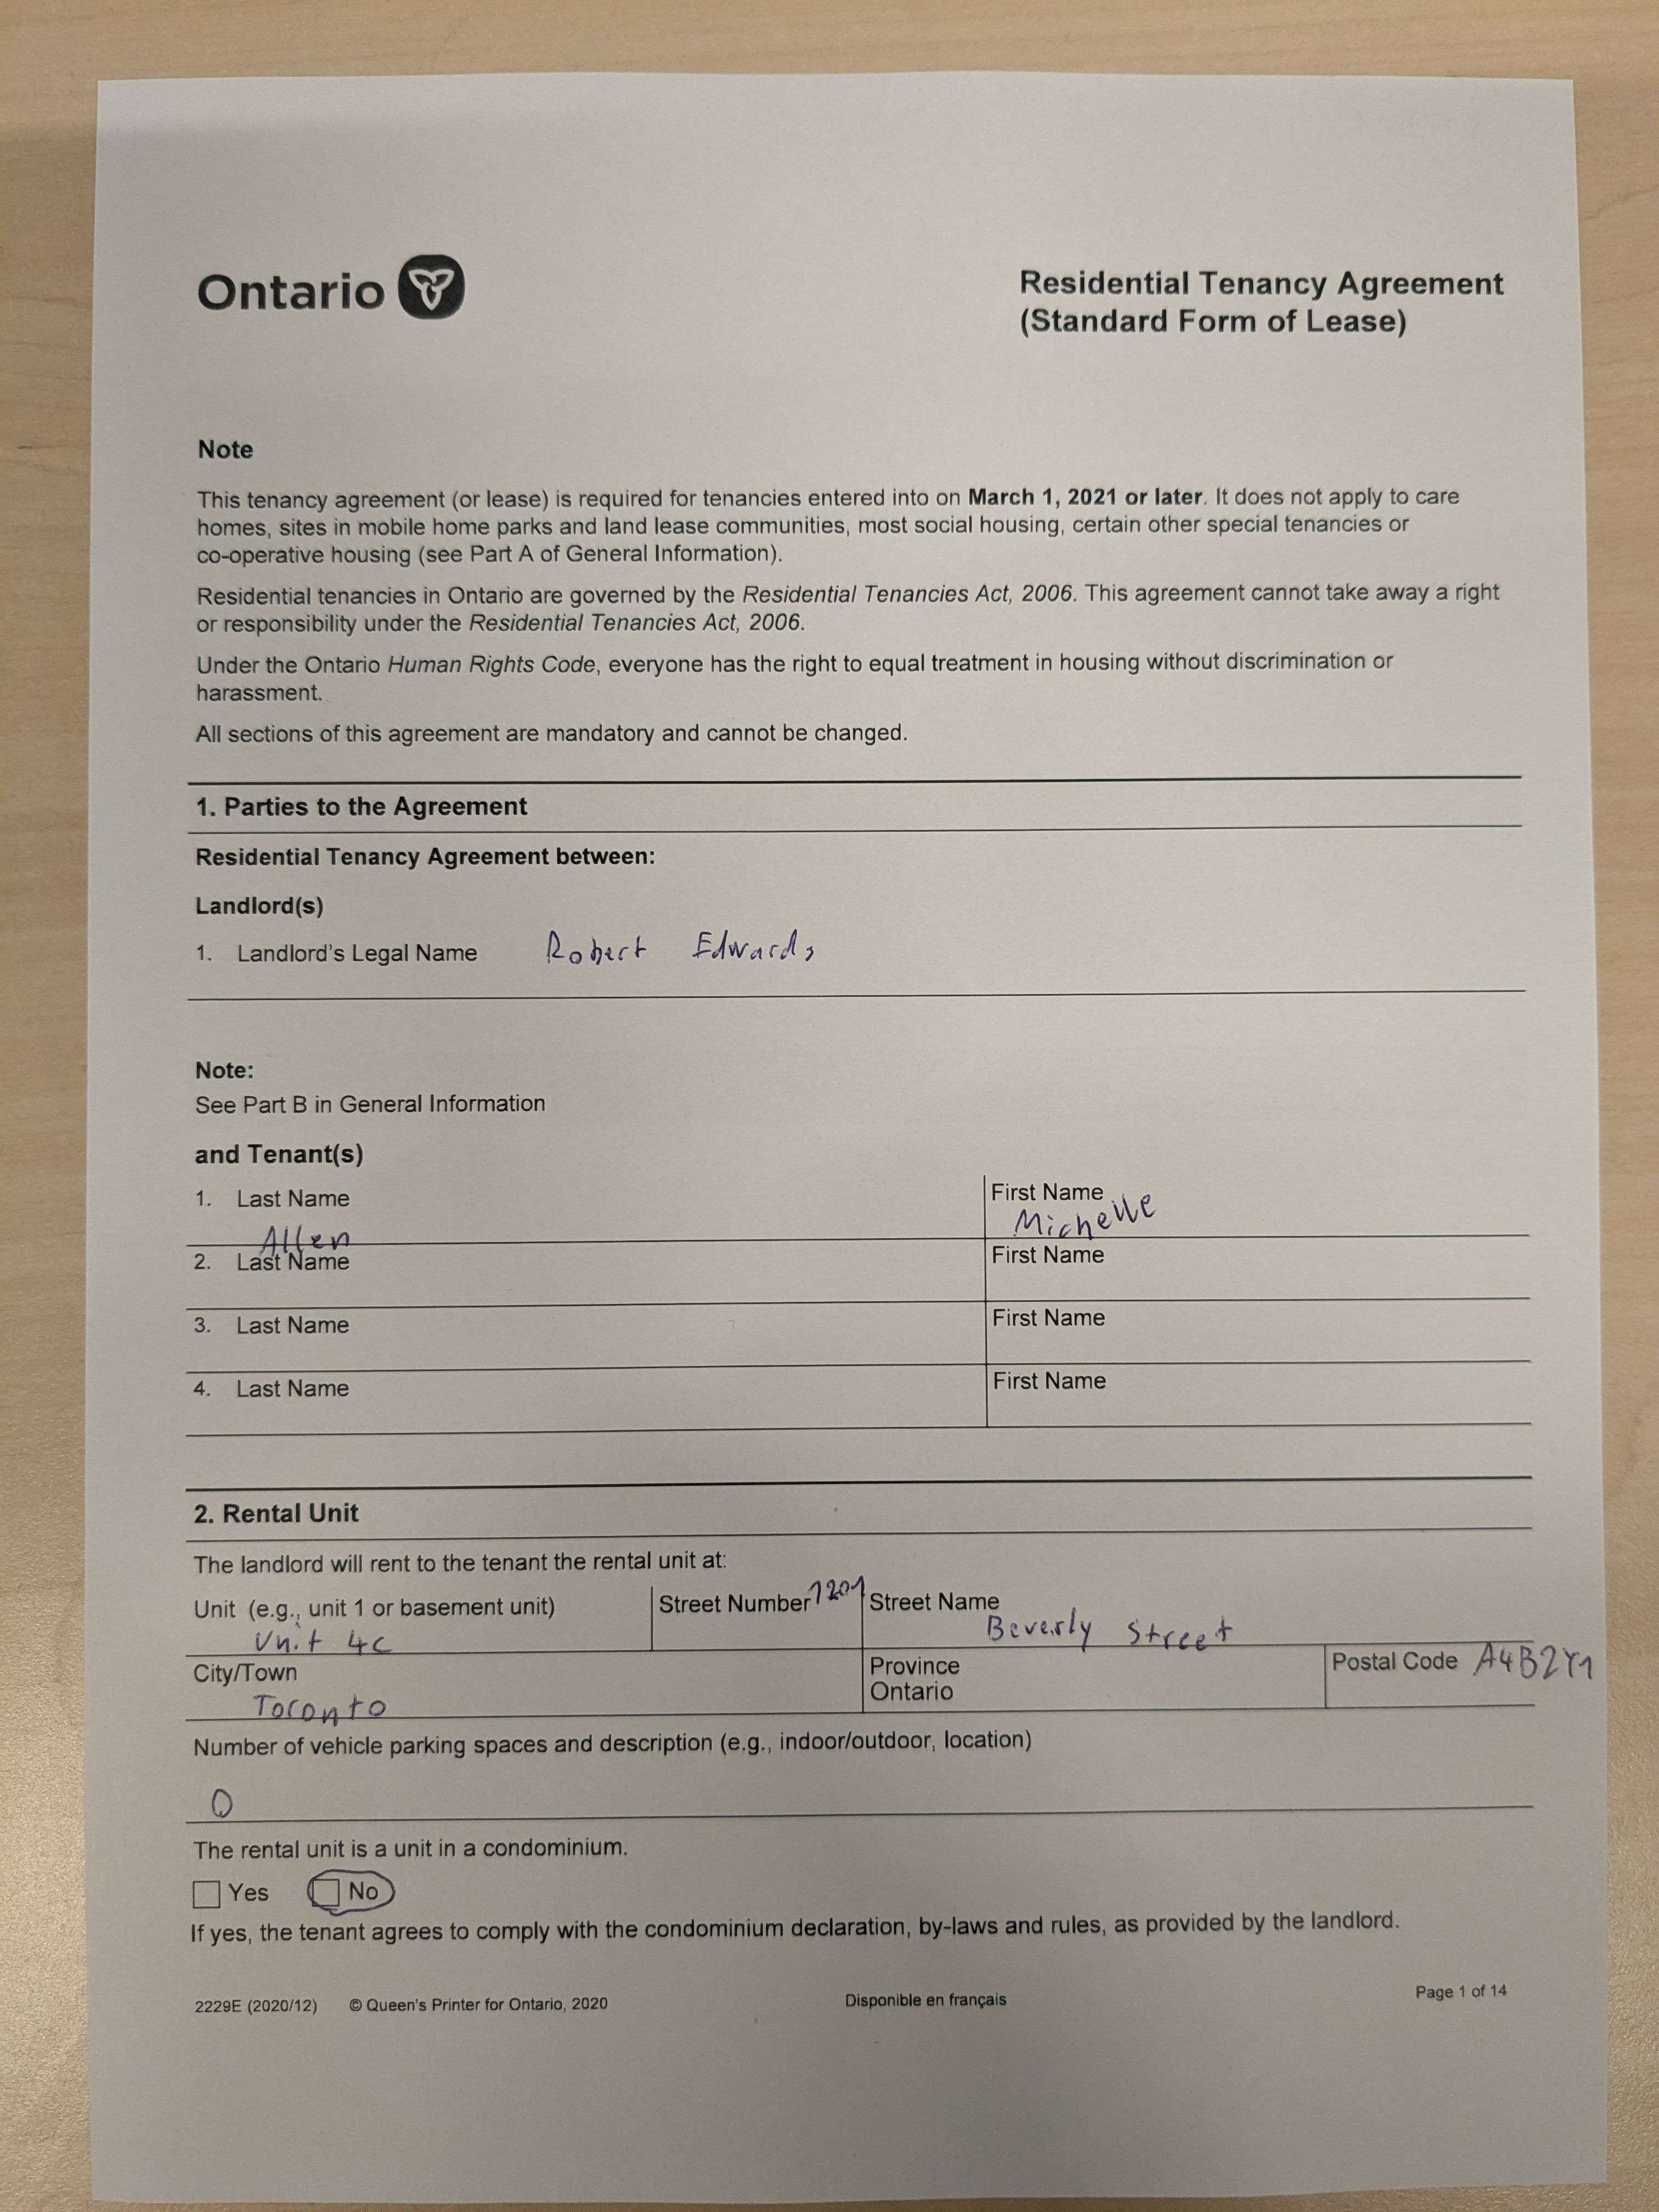 Ontario
Residential Tenancy Agreement
(Standard Form of Lease)
Note
This tenancy agreement (or lease) is required for tenancies entered into on March 1, 2021 or later. It does not apply to care
homes, sites in mobile home parks and land lease communities, most social housing, certain other special tenancies or
co-operative housing (see Part A of General Information).
Residential tenancies in Ontario are governed by the Residential Tenancies Act, 2006. This agreement cannot take away a right
or responsibility under the Residential Tenancies Act, 2006.
Under the Ontario Human Rights Code, everyone has the right to equal treatment in housing without discrimination or
harassment.
All sections of this agreement are mandatory and cannot be changed.
1. Parties to the Agreement
Residential Tenancy Agreement between:
Landlord(s)
1. Landlord's Legal Name Robert Edwards
Note:
See Part B in General Information
and Tenant(s)
1. Last Name First Name
Allen Michelle
2. Last Name First Name
3. Last Name First Name
4. Last Name First Name
2. Rental Unit
The landlord will rent to the tenant the rental unit at:
Unit (e.g., unit 1 or basement unit) Street Number 1201 Street Name
Unit 4c Beverly Street
City/Town Province Postal Code A4B2Y1
Toronto Ontario
Number of vehicle parking spaces and description (e.g., indoor/outdoor, location)
0
The rental unit is a unit in a condominium.
Yes No
If yes, the tenant agrees to comply with the condominium declaration, by-laws and rules, as provided by the landlord.
2229E (2020/12) © Queen's Printer for Ontario, 2020 Disponible en français Page 1 of 14